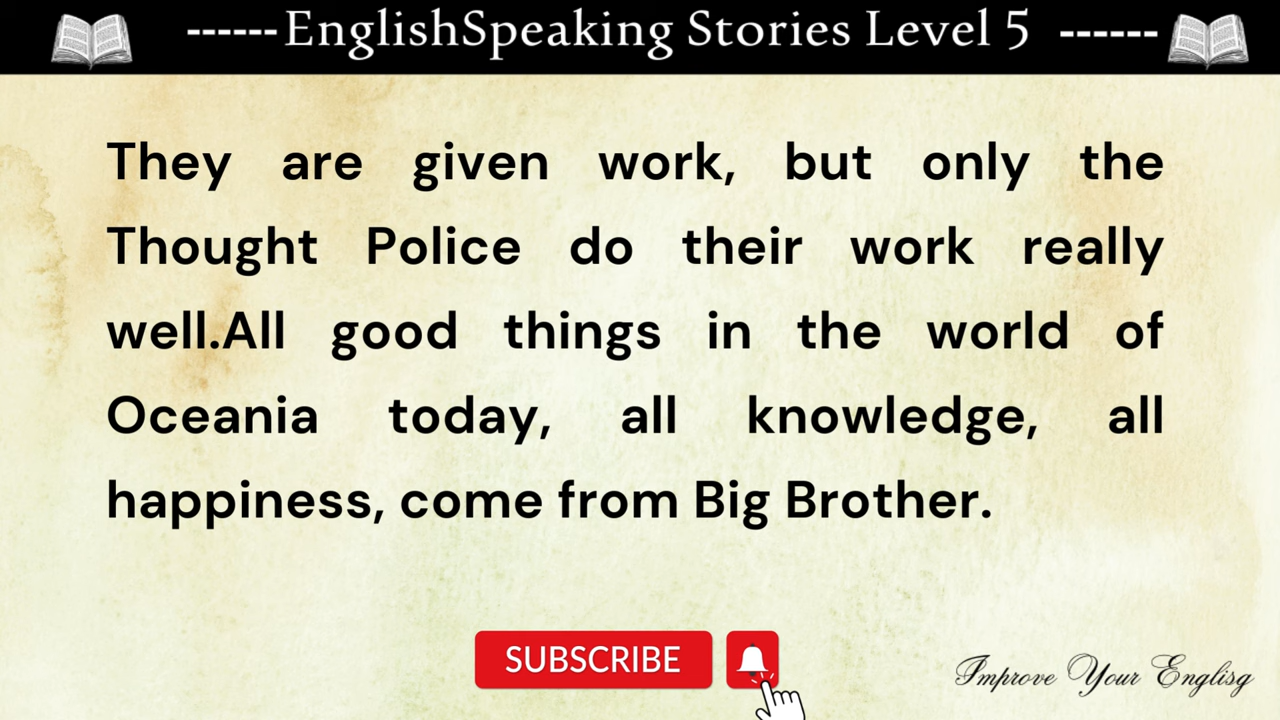 ------EnglishSpeaking Stories Level 5 ------
They are given work, but only the
Thought Police do their work really
well.All good things in the world of
Oceania today, all knowledge, all
happiness, come from Big Brother.
SUBSCRIBE
Improve Your Englisg